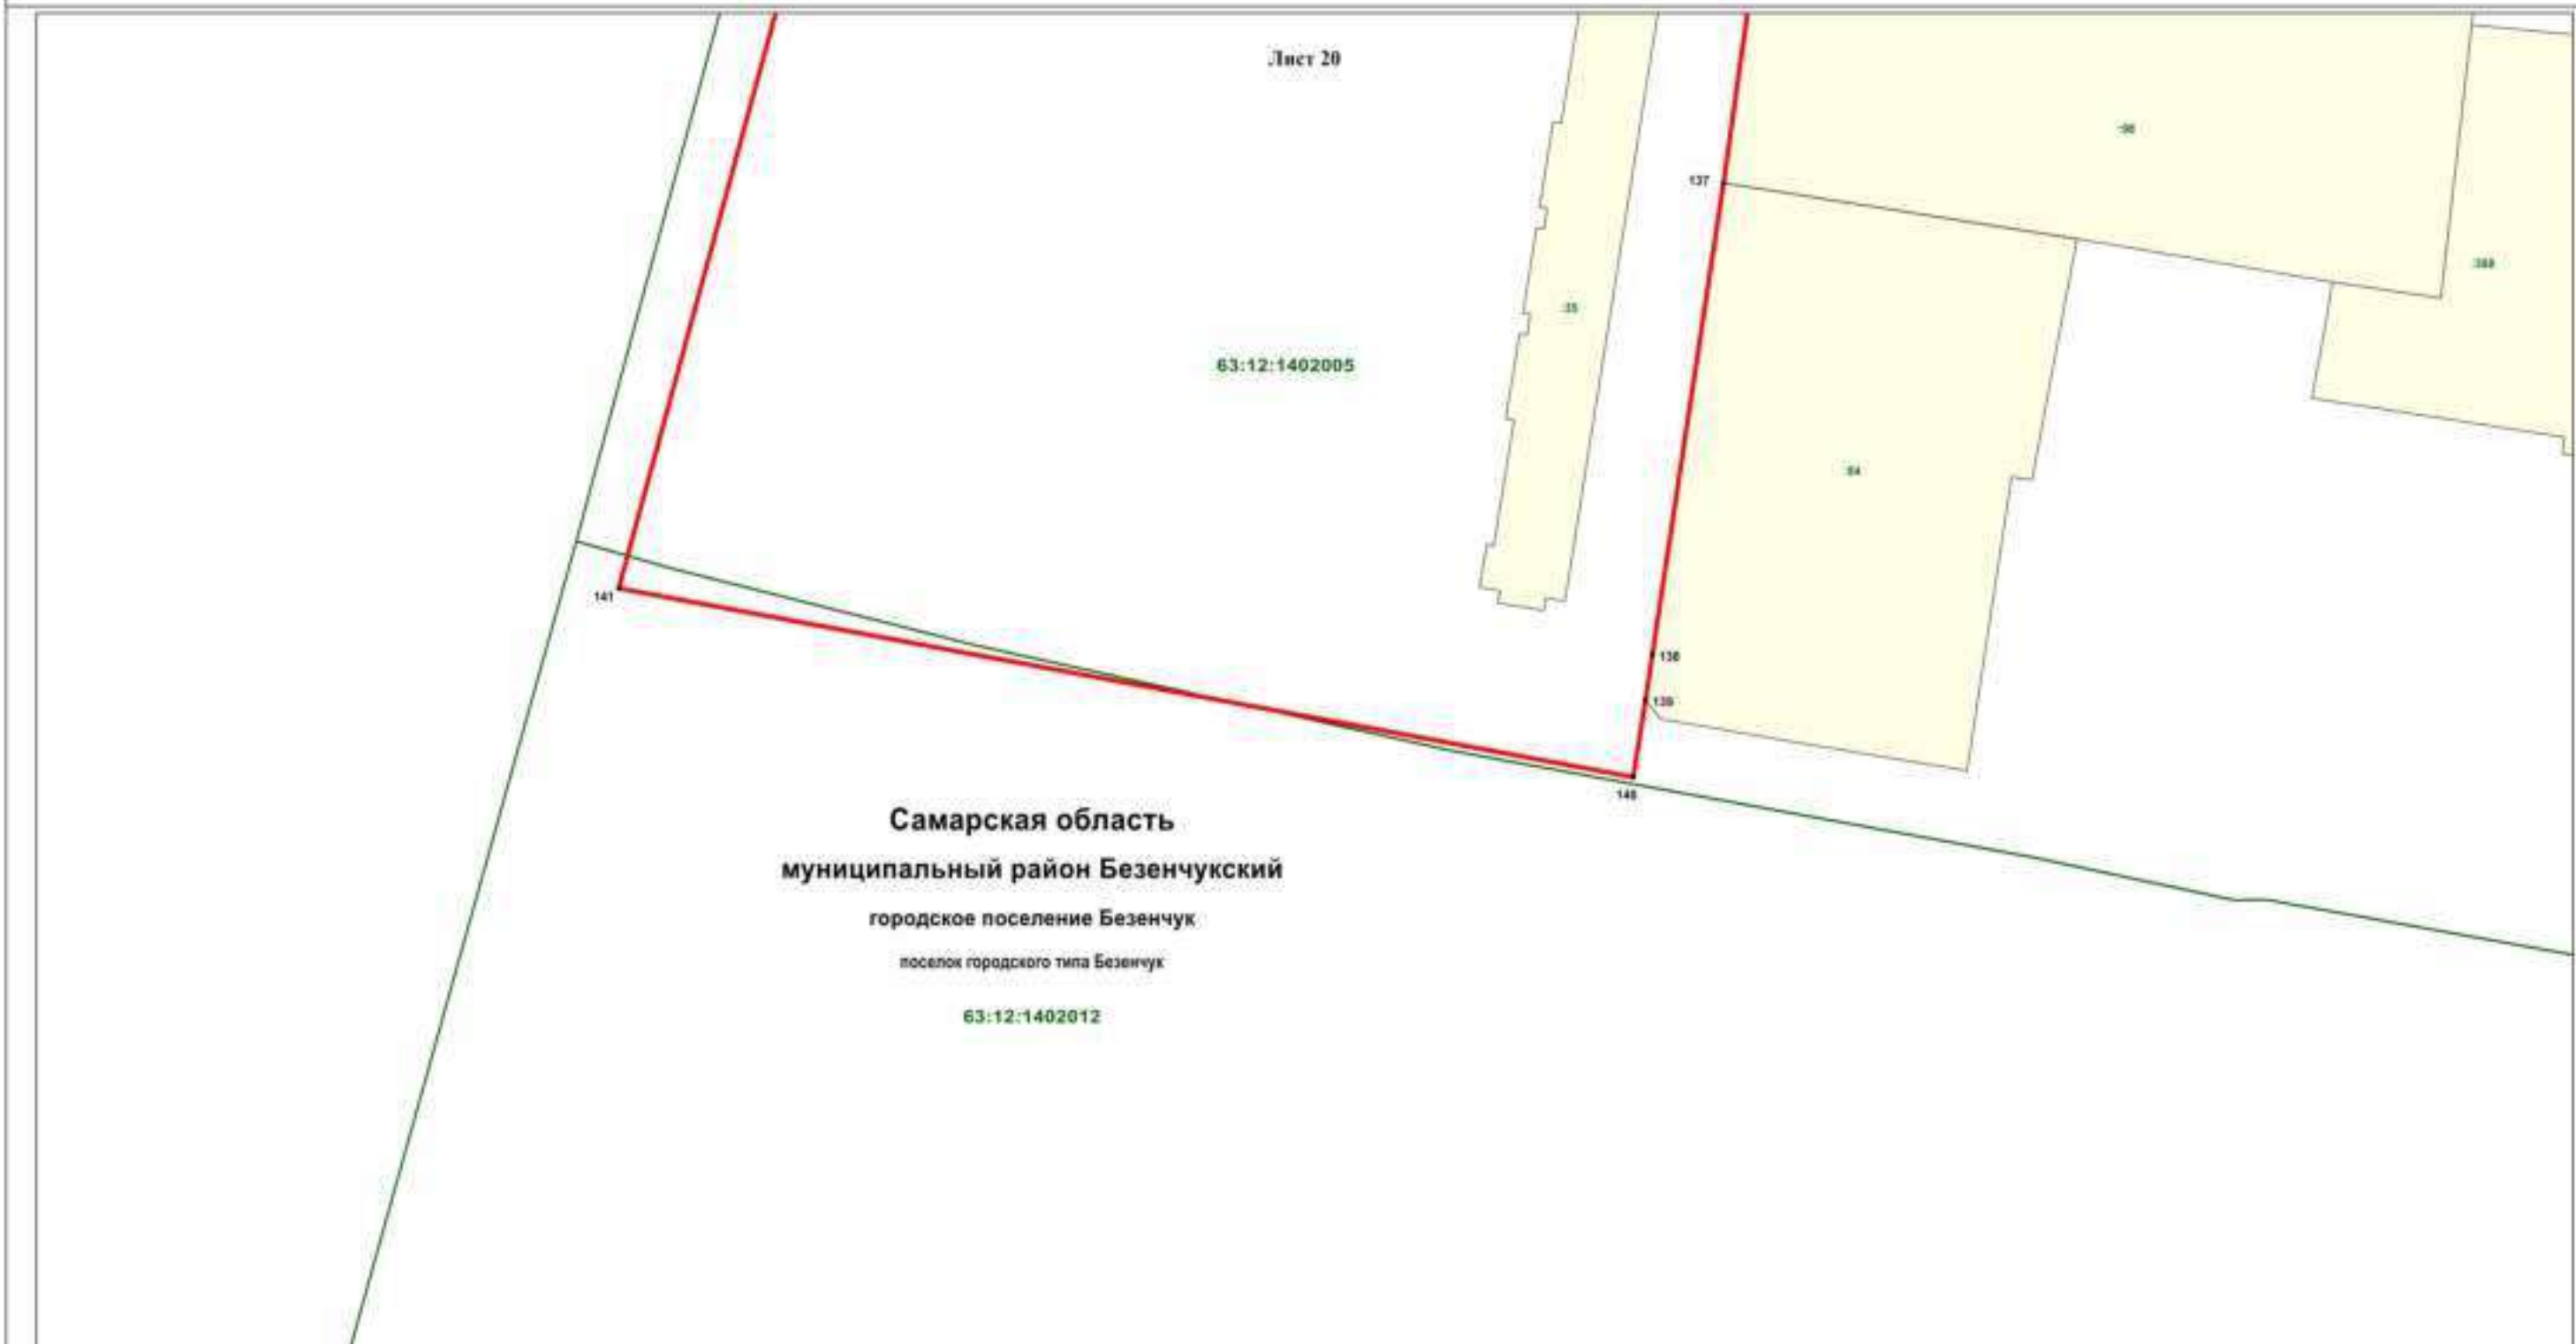 Лист 20
137
:35
63:12:1402005
:84
141
138
139
140
Самарская область
муниципальный район Безенчукский
городское поселение Безенчук
поселок городского типа Безенчук
63:12:1402012